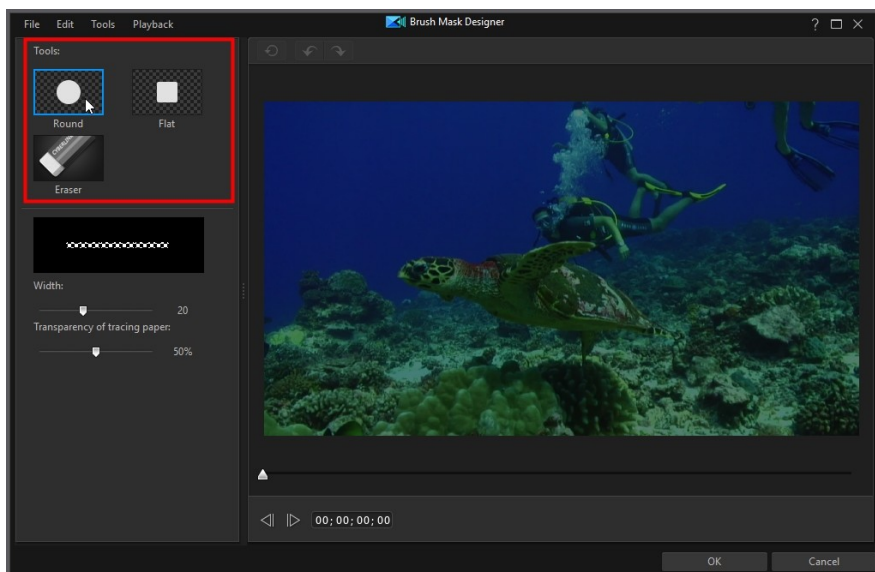 File Edit Tools Playback
Brush Mask Designer
?
Tools:
Round
Flat
Eraser
Width:
20
Transparency of tracing paper:
50%
00;00;00;00
OK
Cancel